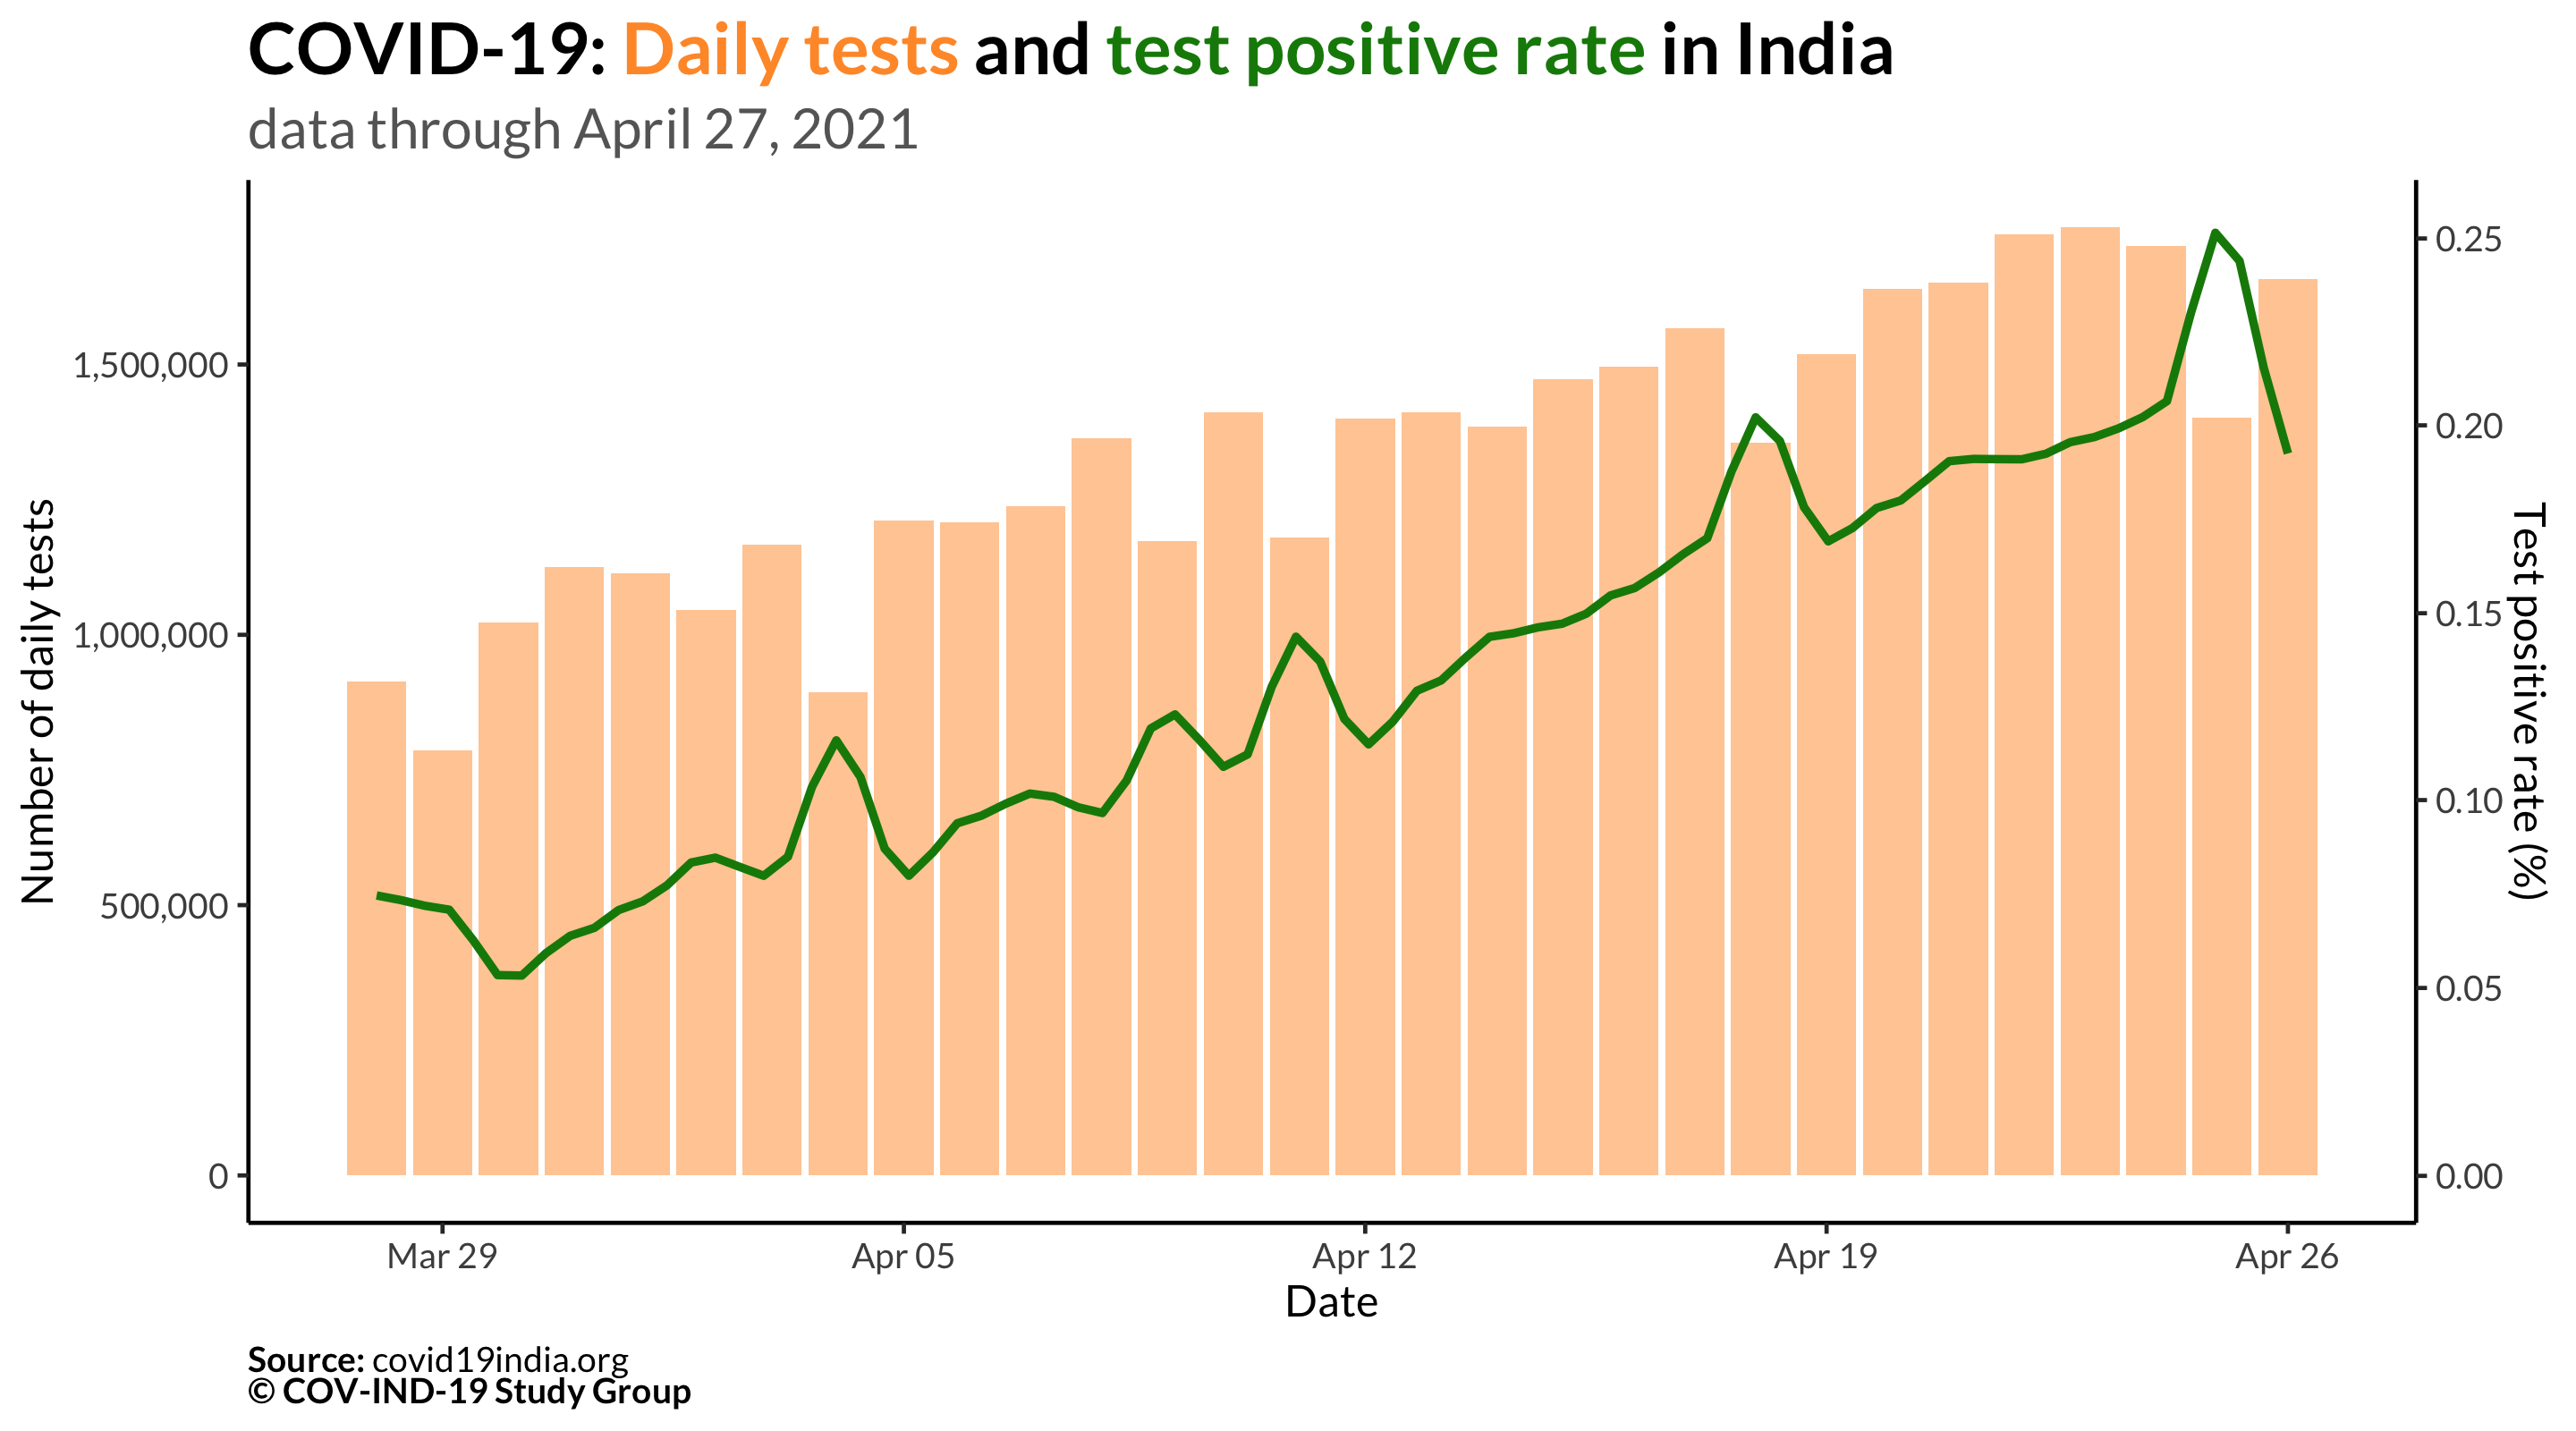 COVID-19: Daily tests and test positive rate in India
data through April 27, 2021
Number of daily tests
1,500,000
1,000,000
500,000
0
0.25
0.20
0.15
0.10
0.05
0.00
Test positive rate (%)
Mar 29
Apr 05
Apr 12
Apr 19
Apr 26
Date
Source: covid19india.org
© COV-IND-19 Study Group